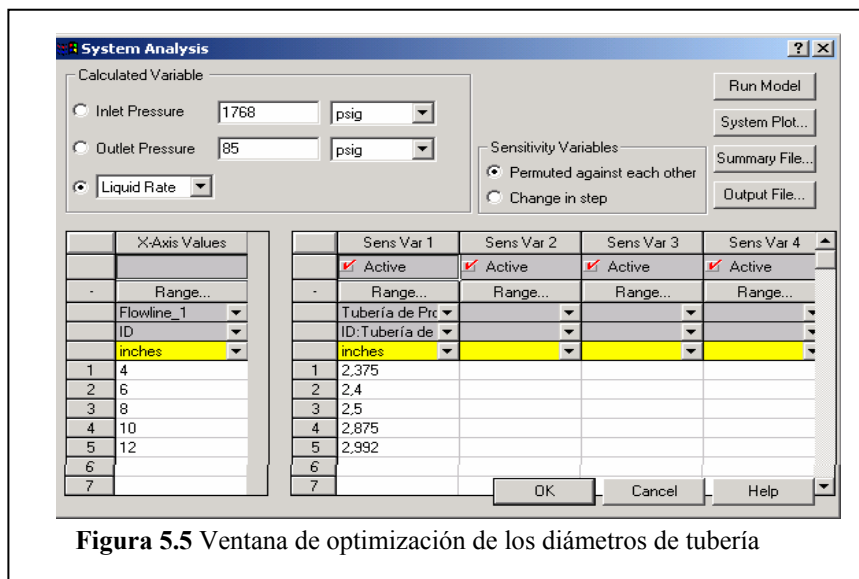 System Analysis
Calculated Variable
Inlet Pressure 1768 psig
Outlet Pressure 85 psig
Liquid Rate
Sensitivity Variables
Permuted against each other
Change in step
Run Model
System Plot...
Summary File...
Output File...
X-Axis Values
- Range...
Flowline_1
ID
inches
1 4
2 6
3 8
4 10
5 12
6
7
Sens Var 1 Sens Var 2 Sens Var 3 Sens Var 4
Active Active Active Active
- Range... Range... Range... Range...
Tubería de Prc
ID:Tubería de
inches
1 2,375
2 2,4
3 2,5
4 2,875
5 2,992
6
7
OK Cancel Help
Figura 5.5 Ventana de optimización de los diámetros de tubería